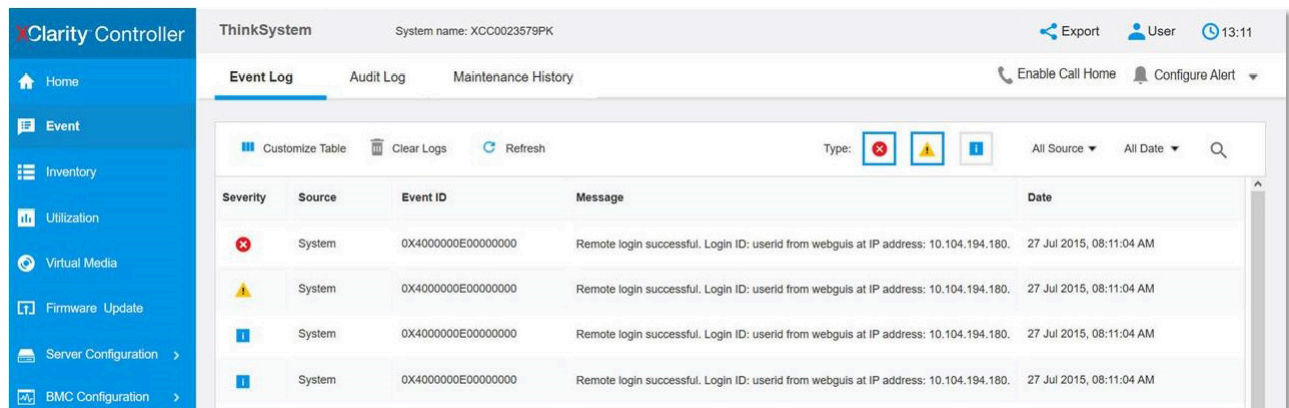 XClarity Controller
ThinkSystem
System name: XCC0023579PK
Export
User
13:11
Home
Event
Inventory
Utilization
Virtual Media
Firmware Update
Server Configuration
BMC Configuration
Event Log
Audit Log
Maintenance History
Enable Call Home
Configure Alert
Customize Table
Clear Logs
Refresh
Type:
All Source
All Date
Severity Source Event ID Message Date
System 0X4000000E00000000 Remote login successful. Login ID: userid from webguis at IP address: 10.104.194.180. 27 Jul 2015, 08:11:04 AM
System 0X4000000E00000000 Remote login successful. Login ID: userid from webguis at IP address: 10.104.194.180. 27 Jul 2015, 08:11:04 AM
System 0X4000000E00000000 Remote login successful. Login ID: userid from webguis at IP address: 10.104.194.180. 27 Jul 2015, 08:11:04 AM
System 0X4000000E00000000 Remote login successful. Login ID: userid from webguis at IP address: 10.104.194.180. 27 Jul 2015, 08:11:04 AM